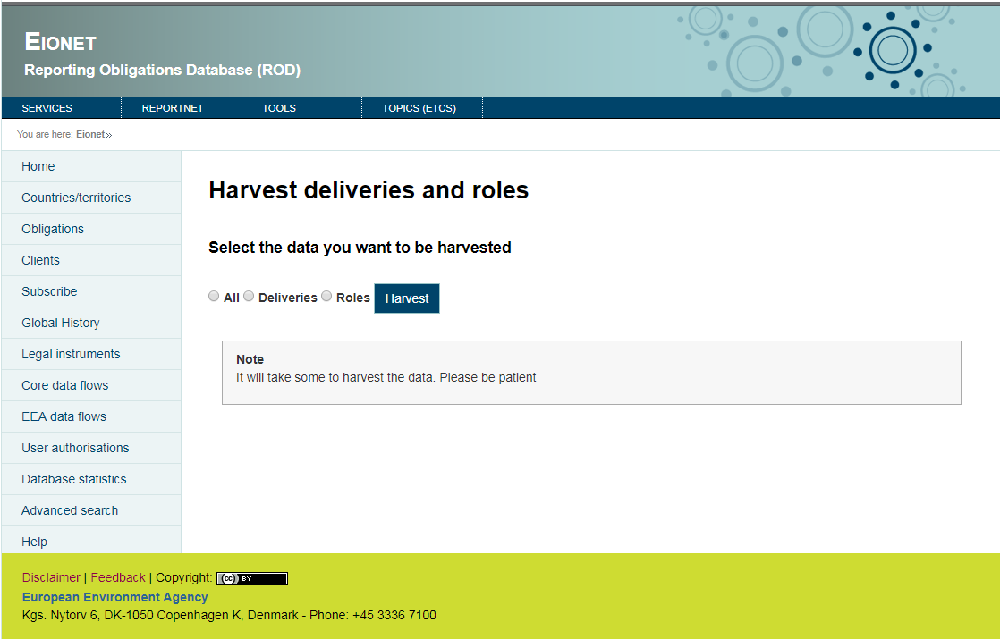 EIONET
Reporting Obligations Database (ROD)
SERVICES REPORTNET TOOLS TOPICS (ETCS)
You are here: Eionet »
Home
Countries/territories
Obligations
Clients
Subscribe
Global History
Legal instruments
Core data flows
EEA data flows
User authorisations
Database statistics
Advanced search
Help
Harvest deliveries and roles
Select the data you want to be harvested
All Deliveries Roles Harvest
Note
It will take some to harvest the data. Please be patient
Disclaimer | Feedback | Copyright: (cc) BY
European Environment Agency
Kgs. Nytorv 6, DK-1050 Copenhagen K, Denmark - Phone: +45 3336 7100